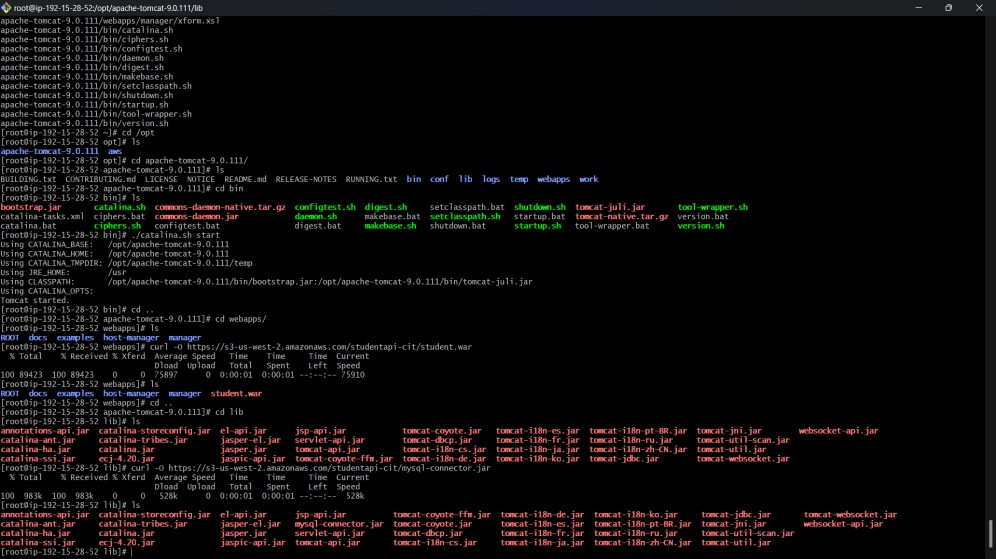 root@ip-192-15-28-52:/opt/apache-tomcat-9.0.111/lib
apache-tomcat-9.0.111/webapps/manager/xform.xsl
apache-tomcat-9.0.111/bin/catalina.sh
apache-tomcat-9.0.111/bin/ciphers.sh
apache-tomcat-9.0.111/bin/configtest.sh
apache-tomcat-9.0.111/bin/daemon.sh
apache-tomcat-9.0.111/bin/digest.sh
apache-tomcat-9.0.111/bin/makebase.sh
apache-tomcat-9.0.111/bin/setclasspath.sh
apache-tomcat-9.0.111/bin/shutdown.sh
apache-tomcat-9.0.111/bin/startup.sh
apache-tomcat-9.0.111/bin/tool-wrapper.sh
apache-tomcat-9.0.111/bin/version.sh
[root@ip-192-15-28-52 ~]# cd /opt
[root@ip-192-15-28-52 opt]# ls
apache-tomcat-9.0.111 aws
[root@ip-192-15-28-52 opt]# cd apache-tomcat-9.0.111/
[root@ip-192-15-28-52 apache-tomcat-9.0.111]# ls
BUILDING.txt CONTRIBUTING.md LICENSE NOTICE README.md RELEASE-NOTES RUNNING.txt bin conf lib logs temp webapps work
[root@ip-192-15-28-52 apache-tomcat-9.0.111]# cd bin
[root@ip-192-15-28-52 bin]# ls
bootstrap.jar catalina.sh commons-daemon-native.tar.gz configtest.sh digest.sh setclasspath.bat shutdown.sh tomcat-juli.jar tool-wrapper.sh
catalina-tasks.xml ciphers.bat commons-daemon.jar daemon.sh makebase.bat setclasspath.sh startup.bat tomcat-native.tar.gz version.bat
catalina.bat ciphers.sh configtest.bat digest.bat makebase.sh shutdown.bat startup.sh tool-wrapper.bat version.sh
[root@ip-192-15-28-52 bin]# ./catalina.sh start
Using CATALINA_BASE: /opt/apache-tomcat-9.0.111
Using CATALINA_HOME: /opt/apache-tomcat-9.0.111
Using CATALINA_TMPDIR: /opt/apache-tomcat-9.0.111/temp
Using JRE_HOME: /usr
Using CLASSPATH: /opt/apache-tomcat-9.0.111/bin/bootstrap.jar:/opt/apache-tomcat-9.0.111/bin/tomcat-juli.jar
Using CATALINA_OPTS:
Tomcat started.
[root@ip-192-15-28-52 bin]# cd ..
[root@ip-192-15-28-52 apache-tomcat-9.0.111]# cd webapps/
[root@ip-192-15-28-52 webapps]# ls
ROOT docs examples host-manager manager
[root@ip-192-15-28-52 webapps]# curl -O https://s3-us-west-2.amazonaws.com/studentapi-cit/student.war
% Total % Received % Xferd Average Speed Time Time Time Current
Dload Upload Total Spent Left Speed
100 89423 100 89423 0 0 75897 0 0:00:01 0:00:01 --:--:-- 75910
[root@ip-192-15-28-52 webapps]# ls
ROOT docs examples host-manager manager student.war
[root@ip-192-15-28-52 webapps]# cd ..
[root@ip-192-15-28-52 apache-tomcat-9.0.111]# cd lib
[root@ip-192-15-28-52 lib]# ls
annotations-api.jar catalina-storeconfig.jar el-api.jar jsp-api.jar tomcat-coyote.jar tomcat-i18n-es.jar tomcat-i18n-pt-BR.jar tomcat-jni.jar websocket-api.jar
catalina-ant.jar catalina-tribes.jar jasper-el.jar servlet-api.jar tomcat-dbcp.jar tomcat-i18n-fr.jar tomcat-i18n-ru.jar tomcat-util-scan.jar
catalina-ha.jar catalina.jar jasper.jar tomcat-api.jar tomcat-i18n-cs.jar tomcat-i18n-ja.jar tomcat-i18n-zh-CN.jar tomcat-util.jar
catalina-ssi.jar ecj-4.20.jar jaspic-api.jar tomcat-coyote-ffm.jar tomcat-i18n-de.jar tomcat-i18n-ko.jar tomcat-jdbc.jar tomcat-websocket.jar
[root@ip-192-15-28-52 lib]# curl -O https://s3-us-west-2.amazonaws.com/studentapi-cit/mysql-connector.jar
% Total % Received % Xferd Average Speed Time Time Time Current
Dload Upload Total Spent Left Speed
100 983k 100 983k 0 0 528k 0 0:00:01 0:00:01 --:--:-- 528k
[root@ip-192-15-28-52 lib]# ls
annotations-api.jar catalina-storeconfig.jar el-api.jar jsp-api.jar tomcat-coyote-ffm.jar tomcat-i18n-de.jar tomcat-i18n-ko.jar tomcat-jdbc.jar tomcat-websocket.jar
catalina-ant.jar catalina-tribes.jar jasper-el.jar mysql-connector.jar tomcat-coyote.jar tomcat-i18n-es.jar tomcat-i18n-pt-BR.jar tomcat-jni.jar websocket-api.jar
catalina-ha.jar catalina.jar jasper.jar servlet-api.jar tomcat-dbcp.jar tomcat-i18n-fr.jar tomcat-i18n-ru.jar tomcat-util-scan.jar
catalina-ssi.jar ecj-4.20.jar jaspic-api.jar tomcat-api.jar tomcat-i18n-cs.jar tomcat-i18n-ja.jar tomcat-i18n-zh-CN.jar tomcat-util.jar
[root@ip-192-15-28-52 lib]#